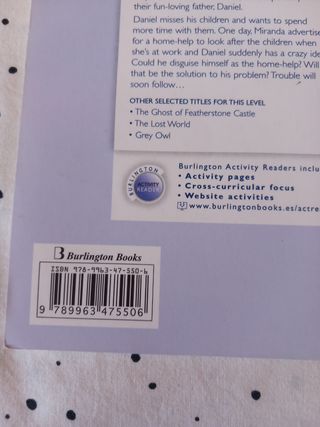 their fun-loving father, Daniel.
Daniel misses his children and wants to spend
more time with them. One day, Miranda advertise
for a home-help to look after the children when
she's at work and Daniel suddenly has a crazy ide
Could he disguise himself as the home-help? Will
that be the solution to his problem? Trouble will
soon follow…
OTHER SELECTED TITLES FOR THIS LEVEL
• The Ghost of Featherstone Castle
• The Lost World
• Grey Owl
BURLINGTON
ACTIVITY
READER
Burlington Activity Readers inclu
• Activity pages
• Cross-curricular focus
• Website activities
www.burlingtonbooks.es/actre
B Burlington Books
ISBN 978-9963-47-550-6
9 789963 475506